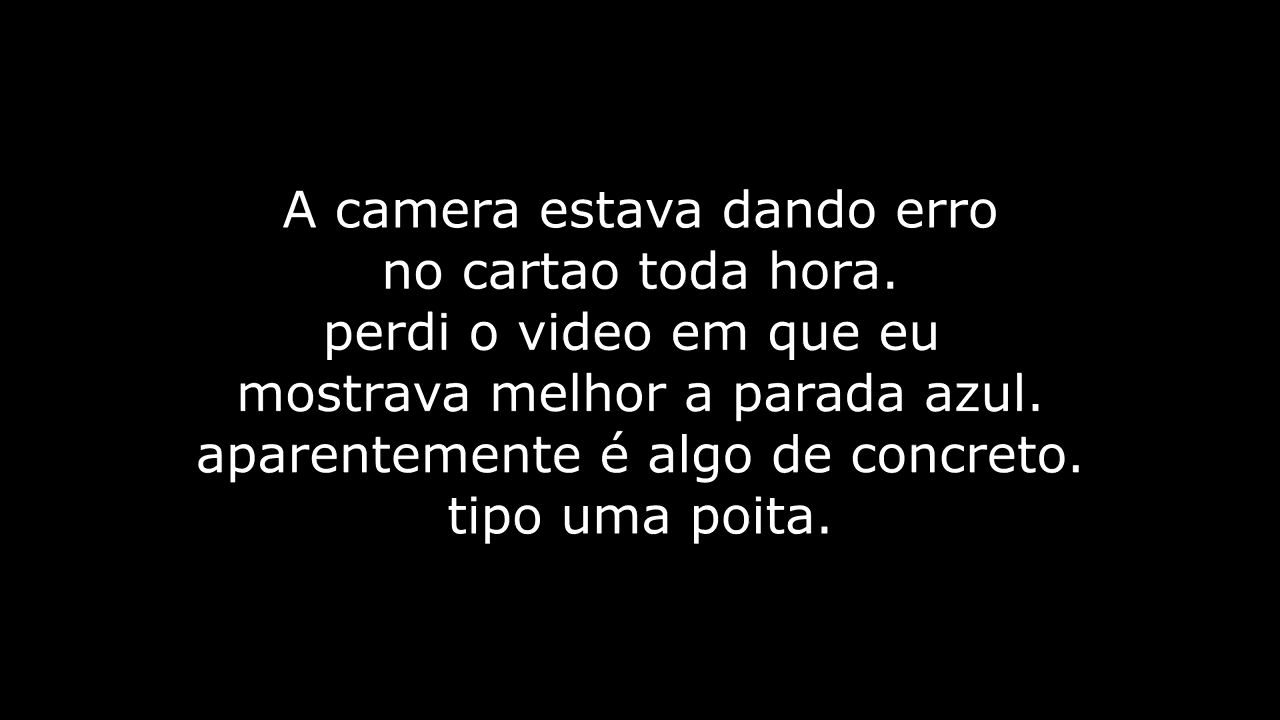 A camera estava dando erro
no cartao toda hora.
perdi o video em que eu
mostrava melhor a parada azul.
aparentemente é algo de concreto.
tipo uma poita.